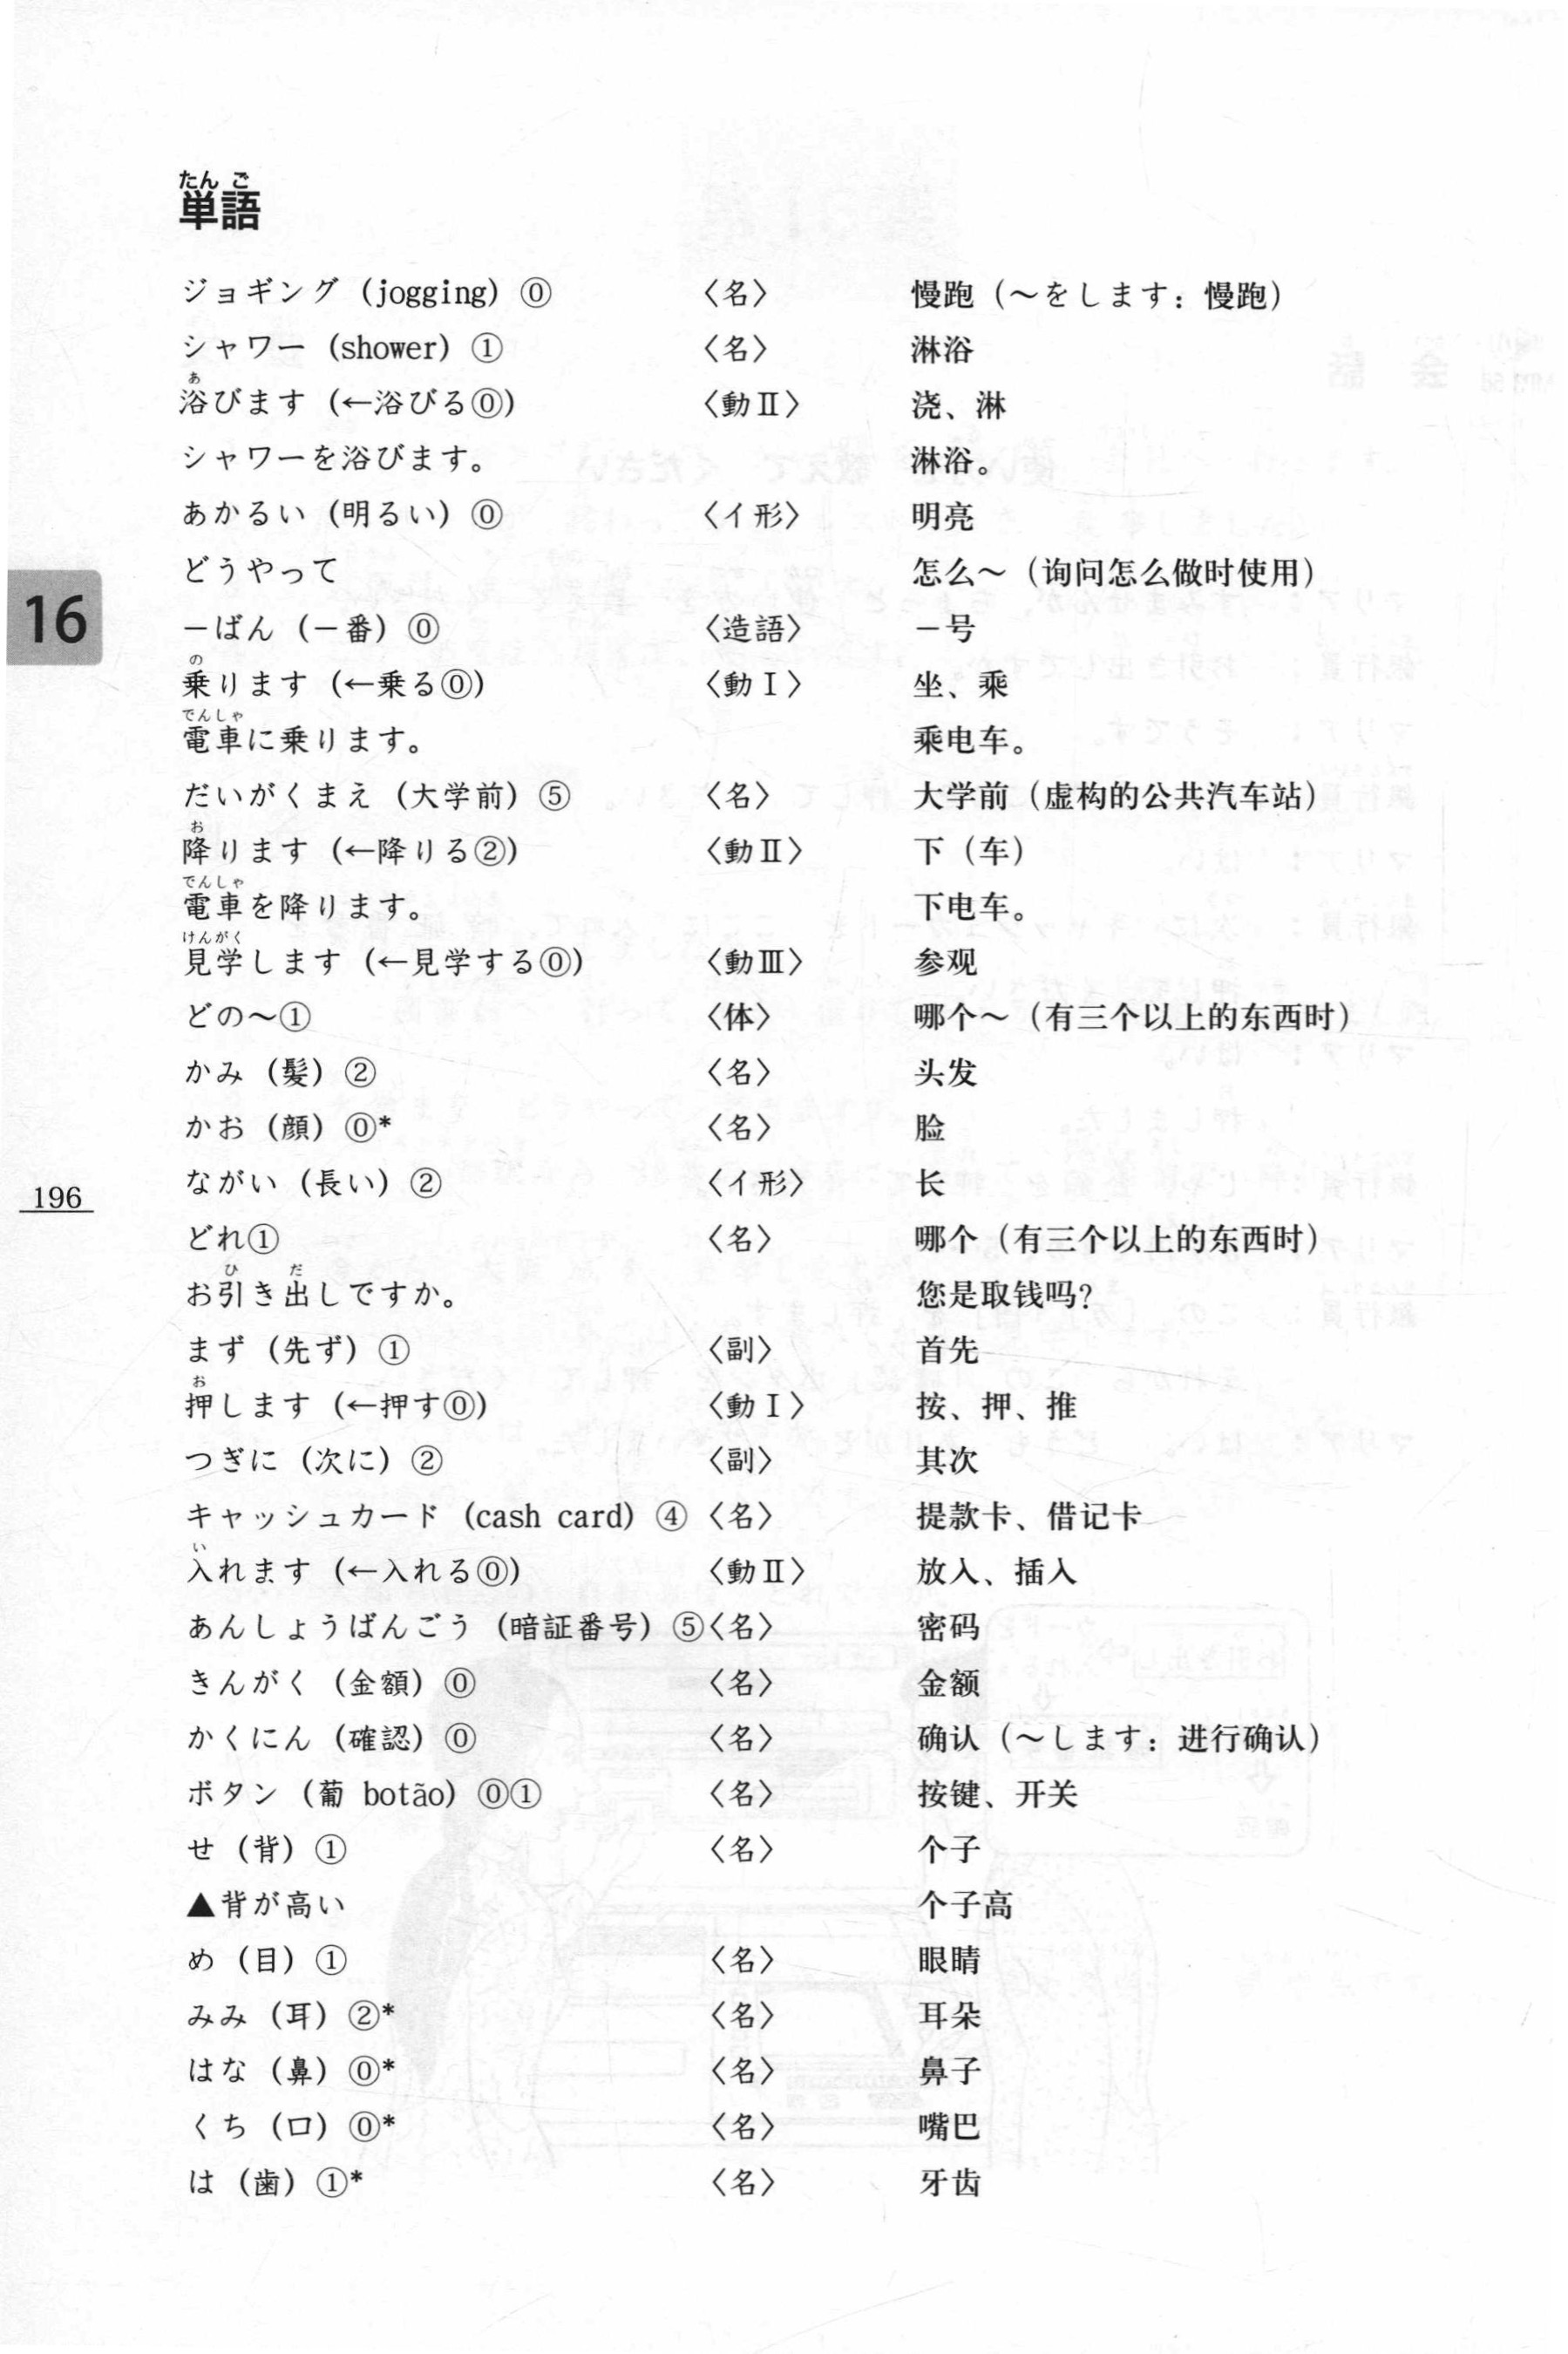 たんご
単語
ジョギング（jogging）⓪ 〈名〉 慢跑（～をします：慢跑）
シャワー（shower）① 〈名〉 淋浴
あ
浴びます（←浴びる⓪） 〈動Ⅱ〉 浇、淋
シャワーを浴びます。 淋浴。
あかるい（明るい）⓪ 〈イ形〉 明亮
どうやって 怎么～（询问怎么做时使用）
－ばん（－番）⓪ 〈造語〉 －号
の
乗ります（←乗る⓪） 〈動Ⅰ〉 坐、乘
でんしゃ
電車に乗ります。 乘电车。
だいがくまえ（大学前）⑤ 〈名〉 大学前（虚构的公共汽车站）
お
降ります（←降りる②） 〈動Ⅱ〉 下（车）
でんしゃ
電車を降ります。 下电车。
けんがく
見学します（←見学する⓪） 〈動Ⅲ〉 参观
どの～① 〈体〉 哪个～（有三个以上的东西时）
かみ（髪）② 〈名〉 头发
かお（顔）⓪* 〈名〉 脸
ながい（長い）② 〈イ形〉 长
どれ① 〈名〉 哪个（有三个以上的东西时）
ひ だ
お引き出しですか。 您是取钱吗？
まず（先ず）① 〈副〉 首先
お
押します（←押す⓪） 〈動Ⅰ〉 按、押、推
つぎに（次に）② 〈副〉 其次
キャッシュカード（cash card）④ 〈名〉 提款卡、借记卡
い
入れます（←入れる⓪） 〈動Ⅱ〉 放入、插入
あんしょうばんごう（暗証番号）⑤〈名〉 密码
きんがく（金額）⓪ 〈名〉 金额
かくにん（確認）⓪ 〈名〉 确认（～します：进行确认）
ボタン（葡 botão）⓪① 〈名〉 按键、开关
せ（背）① 〈名〉 个子
▲背が高い 个子高
め（目）① 〈名〉 眼睛
みみ（耳）②* 〈名〉 耳朵
はな（鼻）⓪* 〈名〉 鼻子
くち（口）⓪* 〈名〉 嘴巴
は（歯）①* 〈名〉 牙齿
16
196